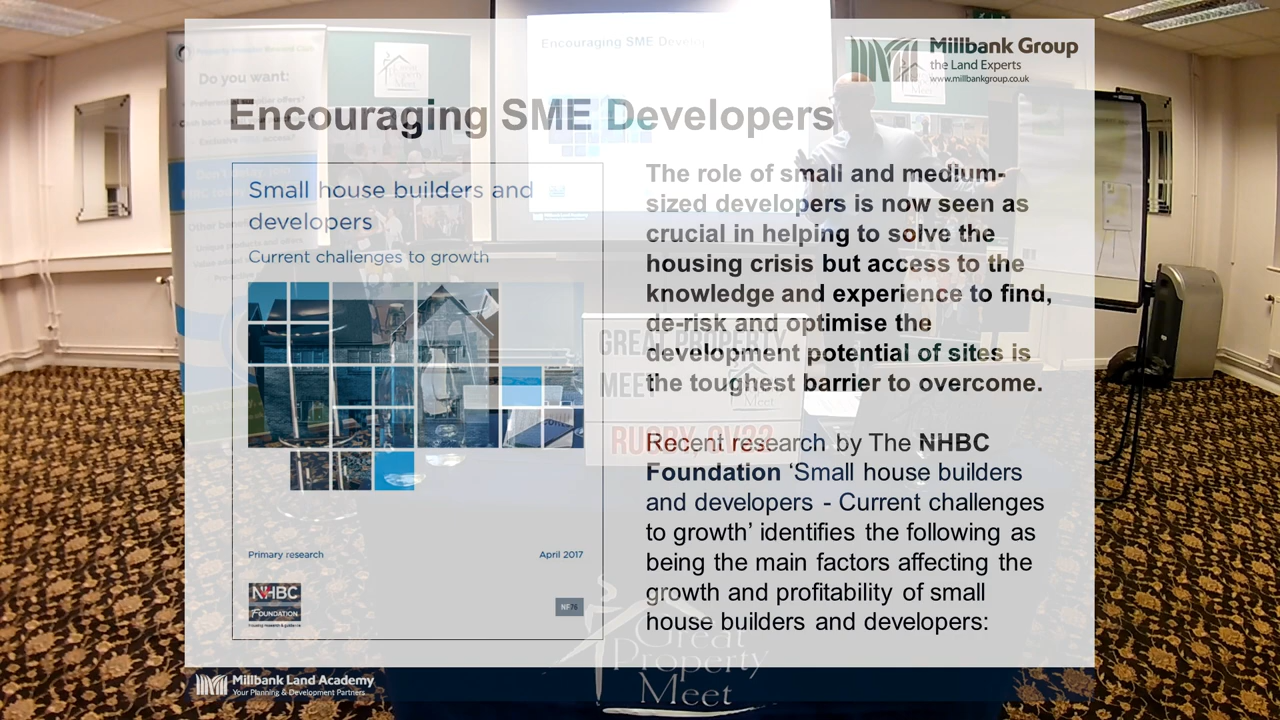 Encouraging SME Develop
Millbank Group
the Land Experts
www.millbankgroup.co.uk
Do you want:
Encouraging SME Developers
Small house builders and
developers
Current challenges to growth
Primary research
April 2017
NHBC
FOUNDATION
The role of small and medium-
sized developers is now seen as
crucial in helping to solve the
housing crisis but access to the
knowledge and experience to find,
de-risk and optimise the
development potential of sites is
the toughest barrier to overcome.
Recent research by The NHBC
Foundation ‘Small house builders
and developers - Current challenges
to growth’ identifies the following as
being the main factors affecting the
growth and profitability of small
house builders and developers:
GREAT PROPERTY
MEET
RUGBY, CV22
Great
Property
Meet
Millbank Land Academy
Your Planning & Development Partners